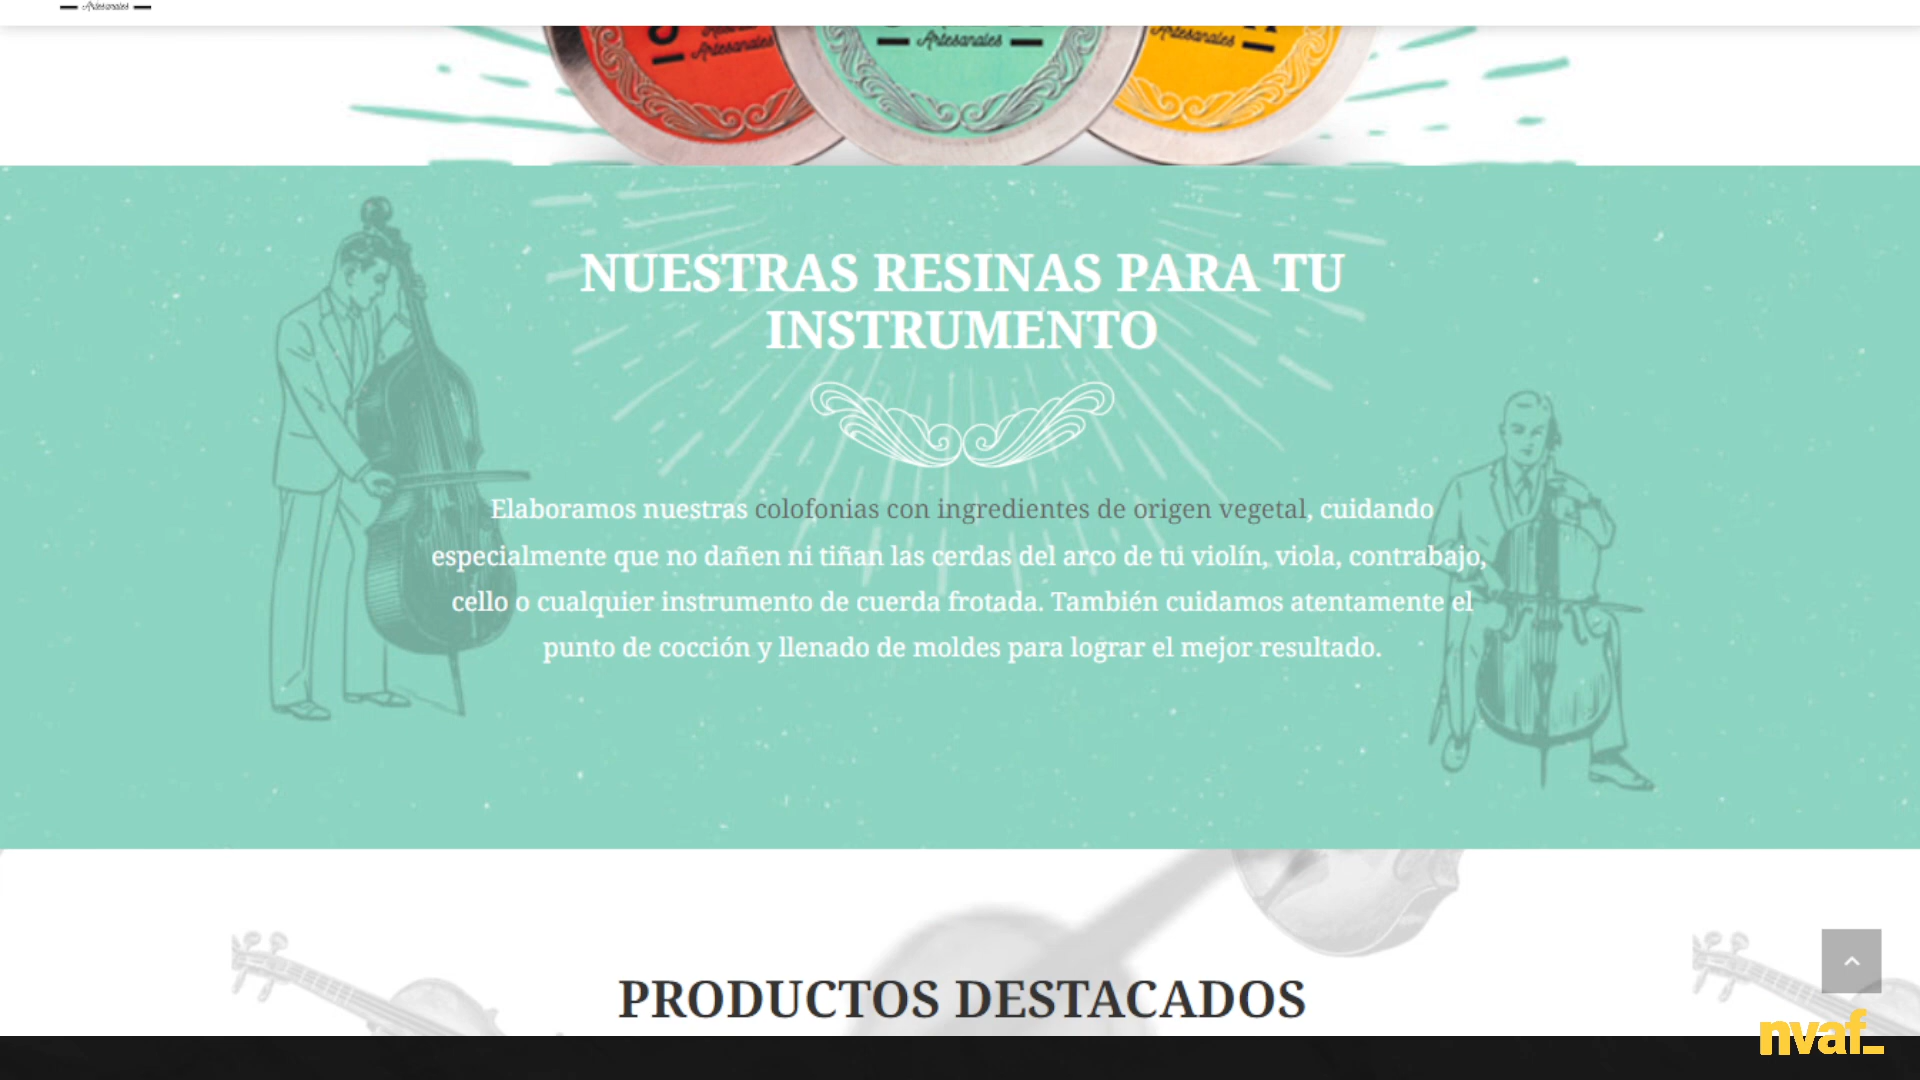 Artesanales
Artesanales
Artesanales
Artesanales
NUESTRAS RESINAS PARA TU
INSTRUMENTO
Elaboramos nuestras colofonias con ingredientes de origen vegetal, cuidando
especialmente que no dañen ni tiñan las cerdas del arco de tu violín, viola, contrabajo,
cello o cualquier instrumento de cuerda frotada. También cuidamos atentamente el
punto de cocción y llenado de moldes para lograr el mejor resultado.
PRODUCTOS DESTACADOS
nvaf_